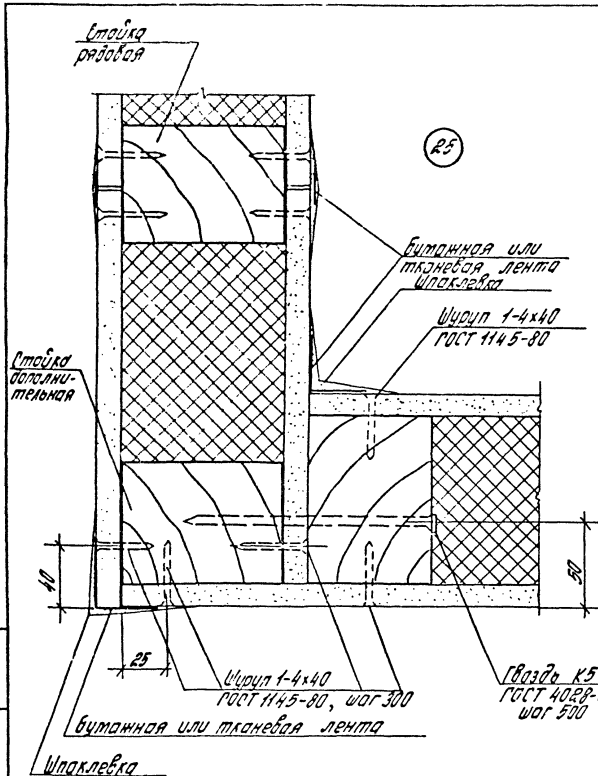 Стойка
рядовая
25
бумажная или
тканевая лента
Шпаклевка
Шуруп 1-4х40
ГОСТ 1145-80
Стойка
дополни-
тельная
40
50
25
Шуруп 1-4х40
ГОСТ 1145-80, шаг 300
Гвоздь К5
ГОСТ 4028-
шаг 500
бумажная или тканевая лента
Шпаклевка